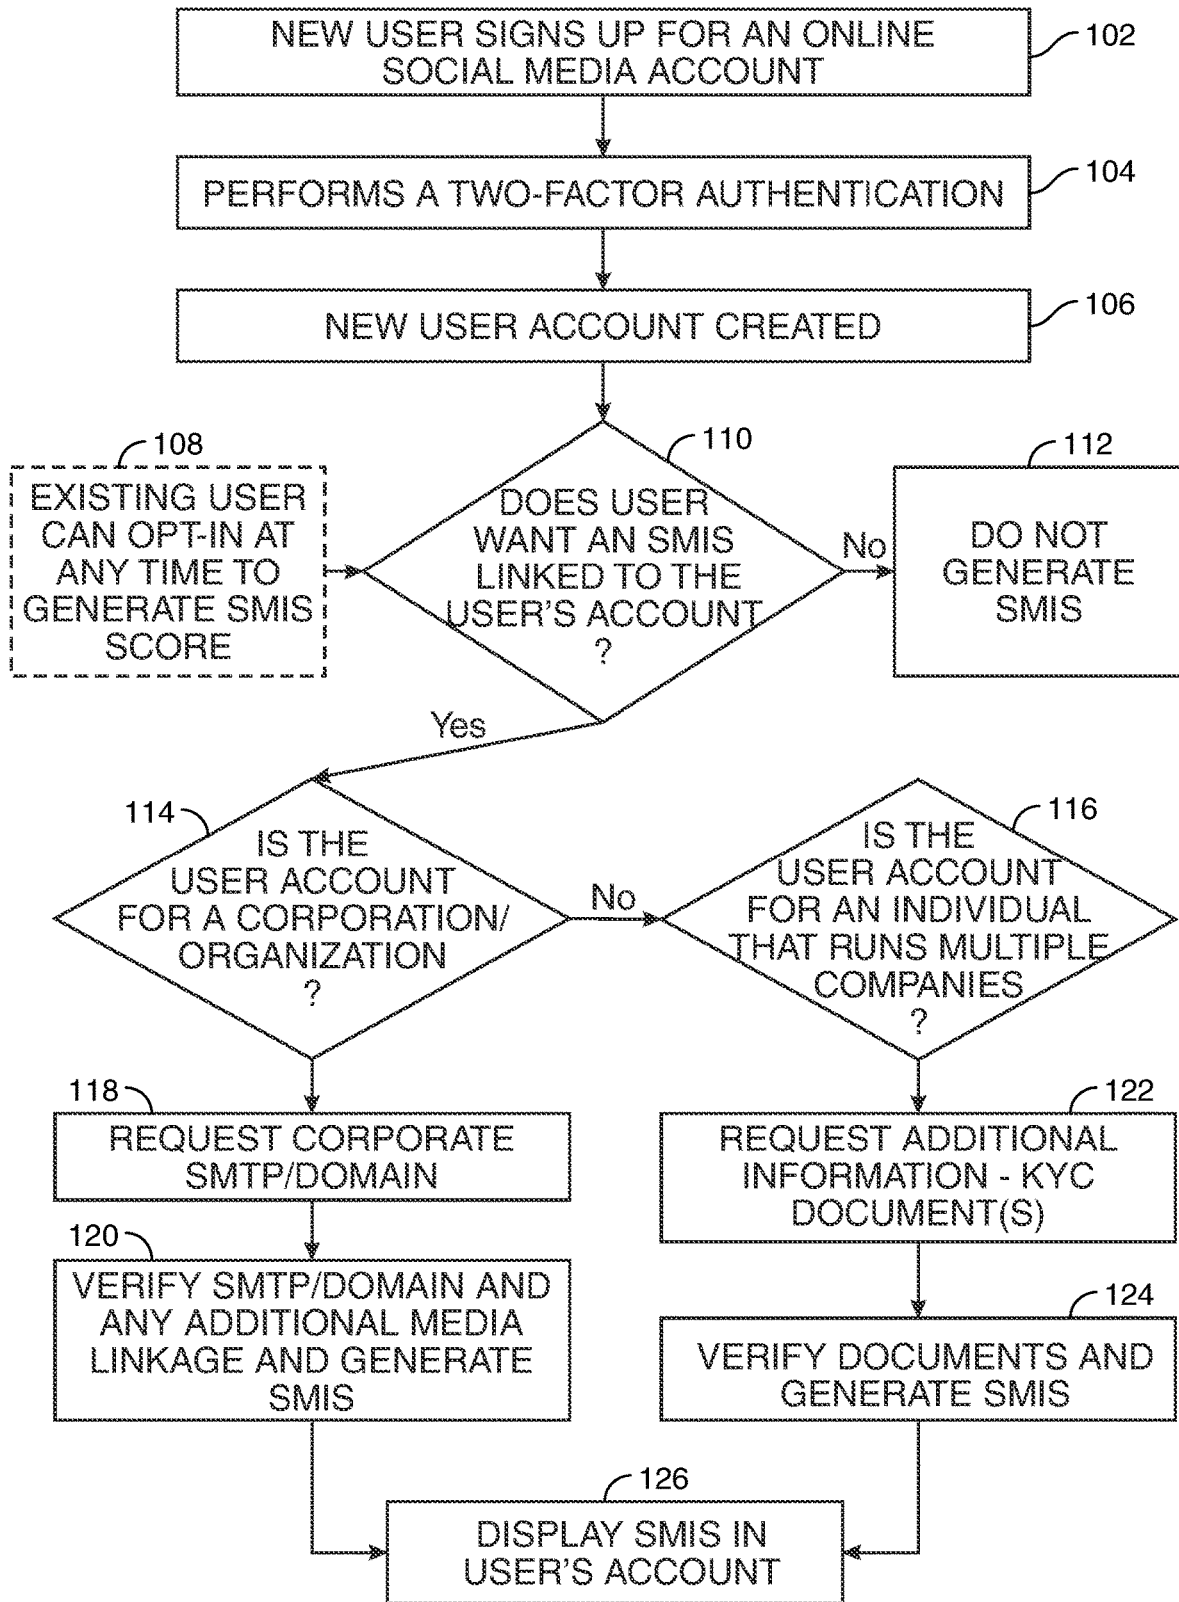 NEW USER SIGNS UP FOR AN ONLINE
SOCIAL MEDIA ACCOUNT
102
PERFORMS A TWO-FACTOR AUTHENTICATION
104
NEW USER ACCOUNT CREATED
106
108
EXISTING USER
CAN OPT-IN AT
ANY TIME TO
GENERATE SMIS
SCORE
110
DOES USER
WANT AN SMIS
LINKED TO THE
USER'S ACCOUNT
?
No
112
DO NOT
GENERATE
SMIS
Yes
114
IS THE
USER ACCOUNT
FOR A CORPORATION/
ORGANIZATION
?
No
116
IS THE
USER ACCOUNT
FOR AN INDIVIDUAL
THAT RUNS MULTIPLE
COMPANIES
?
118
REQUEST CORPORATE
SMTP/DOMAIN
122
REQUEST ADDITIONAL
INFORMATION - KYC
DOCUMENT(S)
120
VERIFY SMTP/DOMAIN AND
ANY ADDITIONAL MEDIA
LINKAGE AND GENERATE
SMIS
124
VERIFY DOCUMENTS AND
GENERATE SMIS
126
DISPLAY SMIS IN
USER'S ACCOUNT